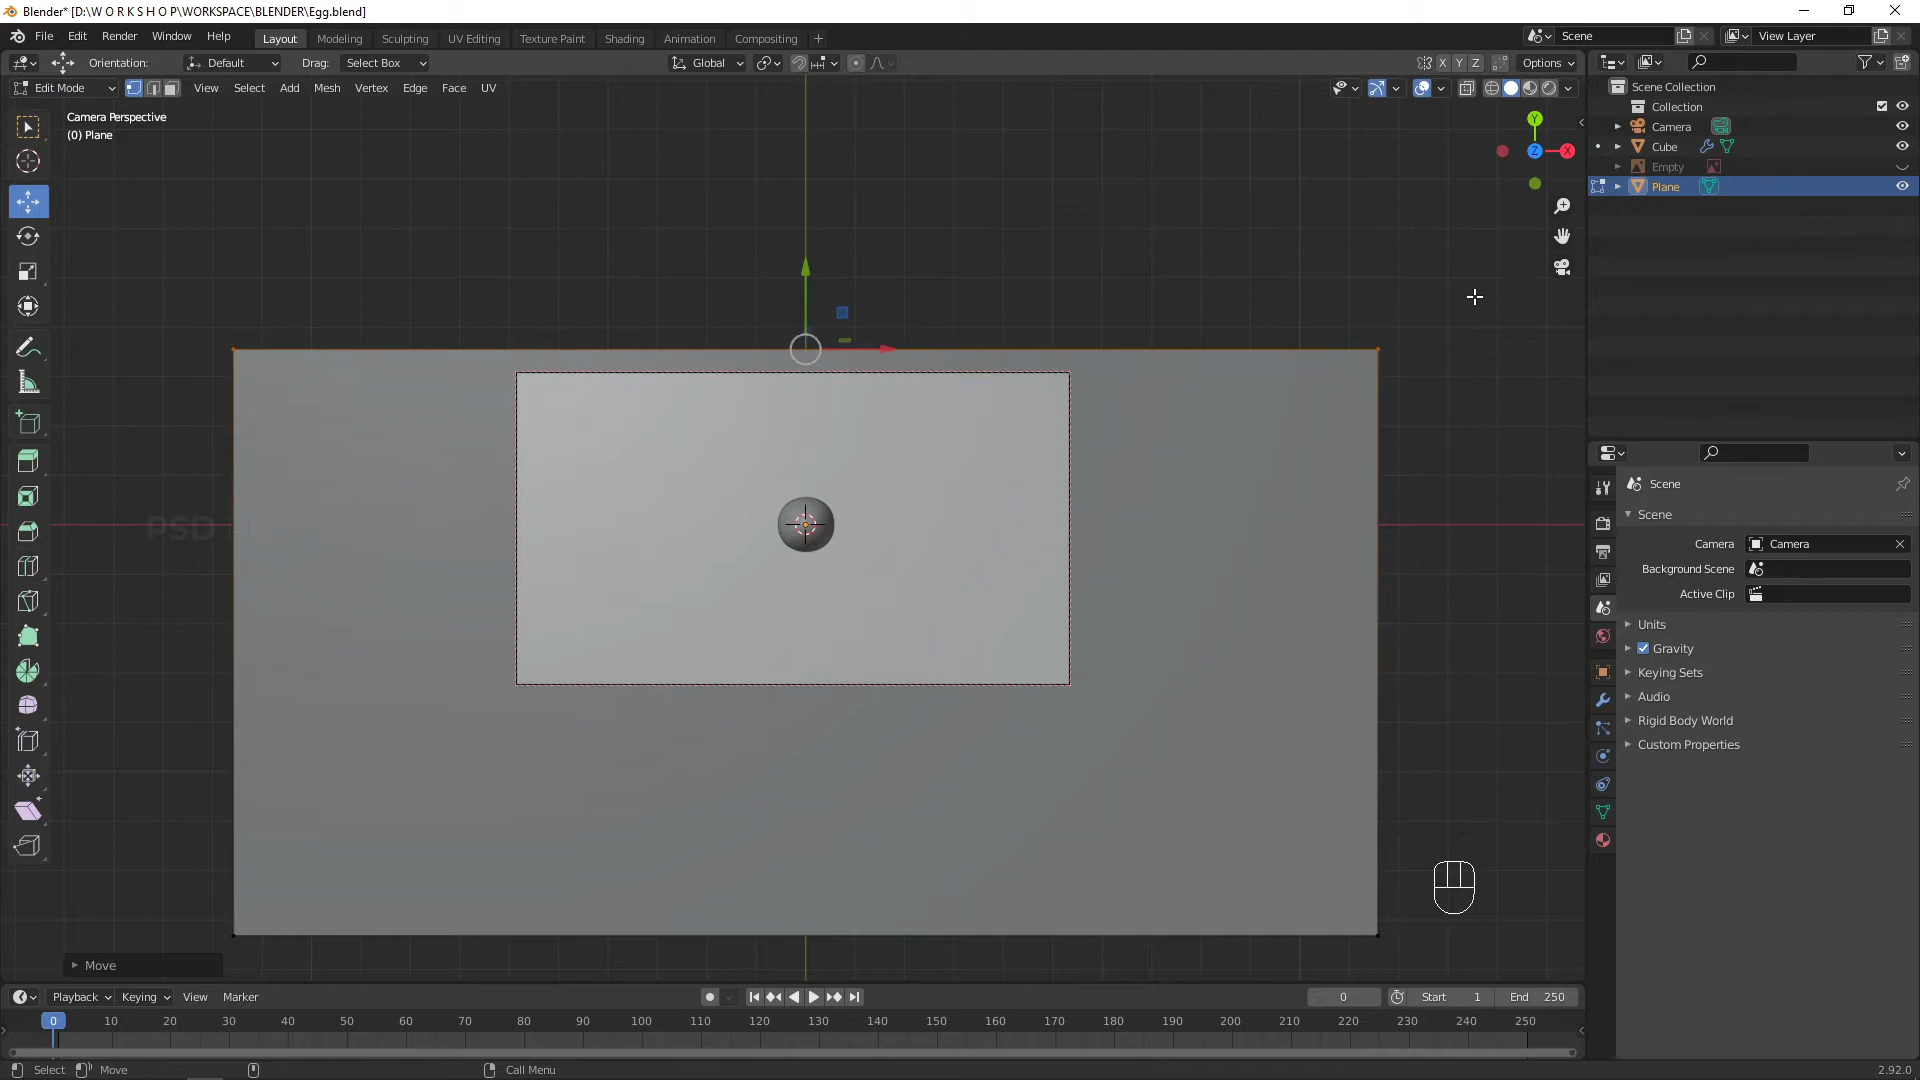 Blender* [D:\W O R K S H O P\WORKSPACE\BLENDER\Egg.blend]
File Edit Render Window Help
Layout Modeling Sculpting UV Editing Texture Paint Shading Animation Rendering Compositing +
Scene
View Layer
Orientation: Default Drag: Select Box
Global
X Y Z Options
Edit Mode View Select Add Mesh Vertex Edge Face UV
Camera Perspective
(0) Plane
Y
Z X
Scene Collection
Collection
Camera
Cube
Empty
Plane
Scene
Scene
Camera Camera
Background Scene
Active Clip
Units
Gravity
Keying Sets
Audio
Rigid Body World
Custom Properties
Move
Playback Keying View Marker
0 Start 1 End 250
0 10 20 30 40 50 60 70 80 90 100 110 120 130 140 150 160 170 180 190 200 210 220 230 240 250
Select Move Call Menu 2.92.0